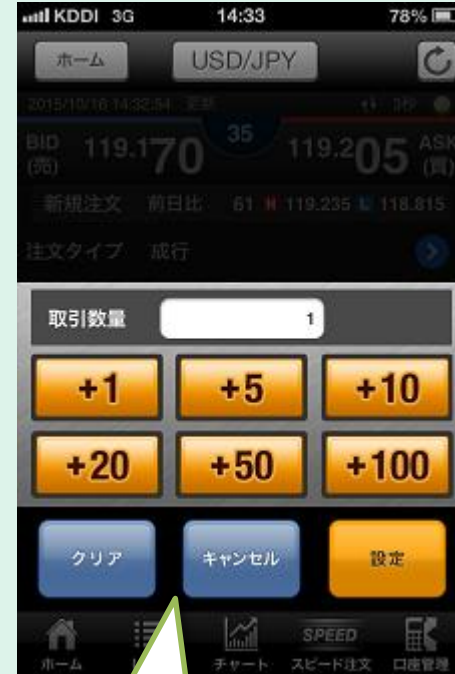 KDDI 3G 14:33 78%
ホーム USD/JPY
2015/10/16 14:32:54 更新
BID (売) 119.170 35 119.205 ASK (買)
新規注文 前日比 61 H 119.235 L 118.815
注文タイプ 成行
取引数量 1
+1 +5 +10
+20 +50 +100
クリア キャンセル 設定
SPEED
ホーム チャート スピード注文 口座管理